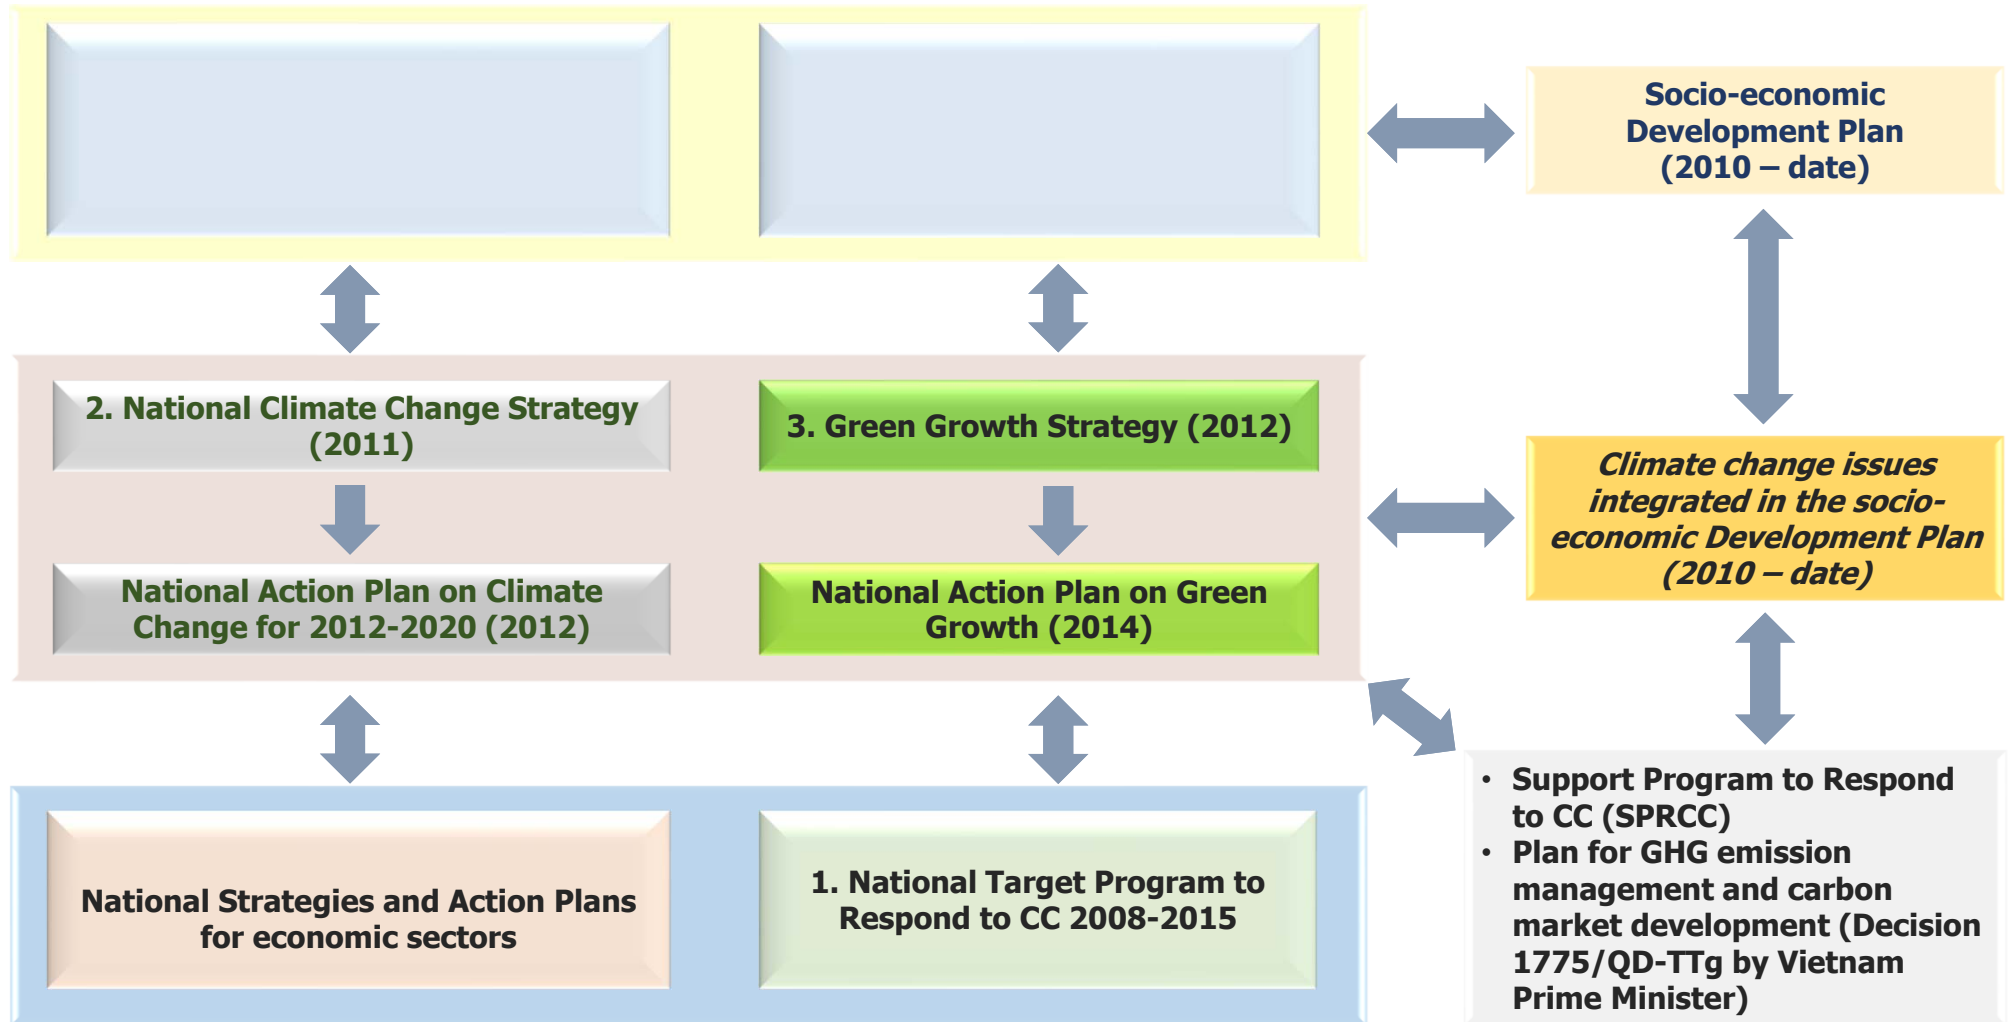 Socio-economic
Development Plan
(2010 – date)
2. National Climate Change Strategy
(2011)
3. Green Growth Strategy (2012)
Climate change issues
integrated in the socio-
economic Development Plan
(2010 – date)
National Action Plan on Climate
Change for 2012-2020 (2012)
National Action Plan on Green
Growth (2014)
National Strategies and Action Plans
for economic sectors
1. National Target Program to
Respond to CC 2008-2015
• Support Program to Respond
to CC (SPRCC)
• Plan for GHG emission
management and carbon
market development (Decision
1775/QD-TTg by Vietnam
Prime Minister)